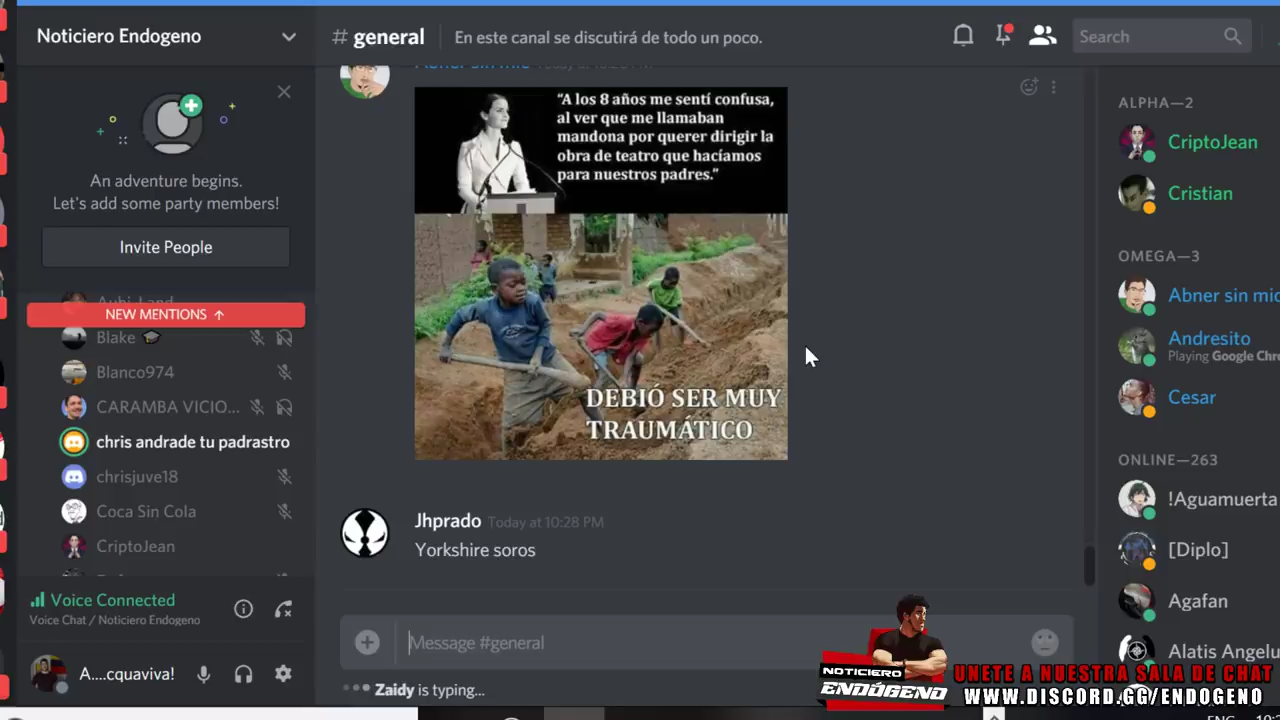 Noticiero Endogeno
# general
En este canal se discutirá de todo un poco.
Search
An adventure begins.
Let's add some party members!
Invite People
NEW MENTIONS ↑
Blake
Blanco974
CARAMBA VICIO...
chris andrade tu padrastro
chrisjuve18
Coca Sin Cola
CriptoJean
Voice Connected
Voice Chat / Noticiero Endogeno
A....cquaviva!
"A los 8 años me sentí confusa,
al ver que me llamaban
mandona por querer dirigir la
obra de teatro que hacíamos
para nuestros padres."
DEBIÓ SER MUY
TRAUMÁTICO
Jhprado Today at 10:28 PM
Yorkshire soros
Message #general
Zaidy is typing...
ALPHA—2
CriptoJean
Cristian
OMEGA—3
Abner sin mic
Andresito
Playing Google Chro
Cesar
ONLINE—263
!Aguamuerta
[Diplo]
Agafan
Alatis Angelu
NOTICIERO
ENDÓGENO
UNETE A NUESTRA SALA DE CHAT
WWW.DISCORD.GG/ENDOGENO